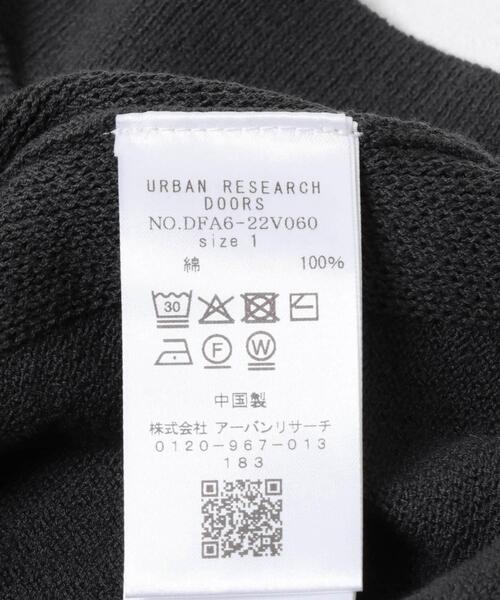 URBAN RESEARCH
DOORS
NO.DFA6-22V060
size 1
綿 100%
30
F W
中国製
株式会社 アーバンリサーチ
0120-967-013
183